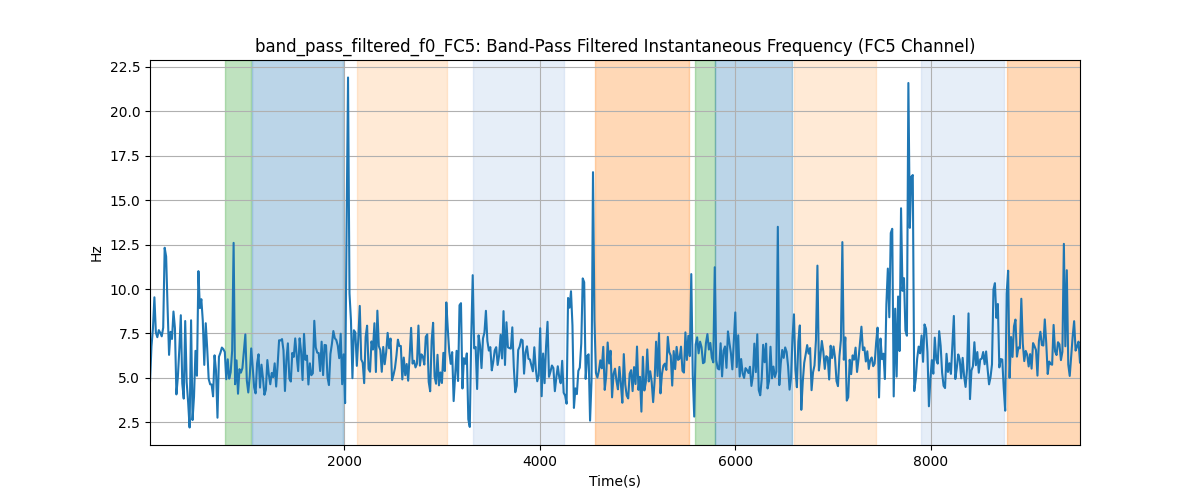 band_pass_filtered_f0_FC5: Band-Pass Filtered Instantaneous Frequency (FC5 Channel)
22.5
20.0
17.5
15.0
12.5
10.0
7.5
5.0
2.5
Hz
2000 4000 6000 8000
Time(s)